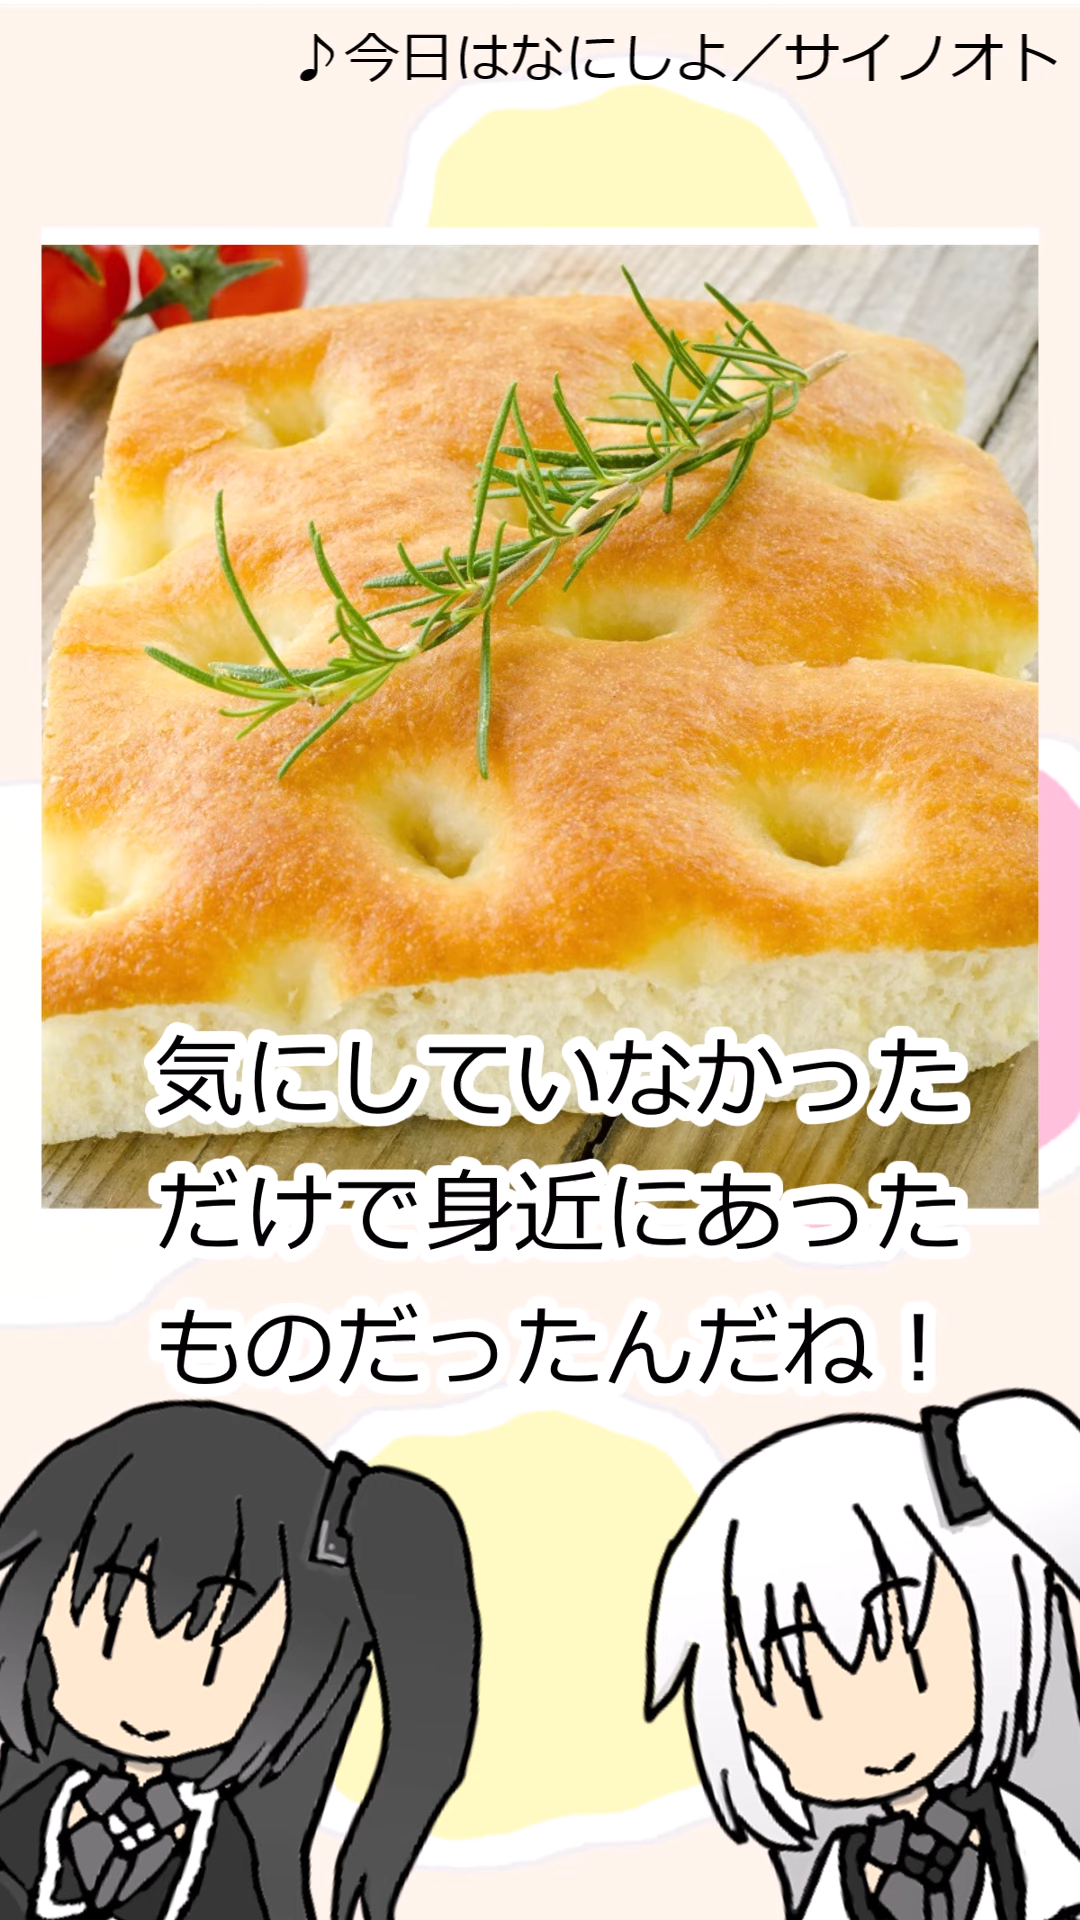 ♪今日はなにしよ／サイノオト
気にしていなかった
だけで身近にあった
ものだったんだね！